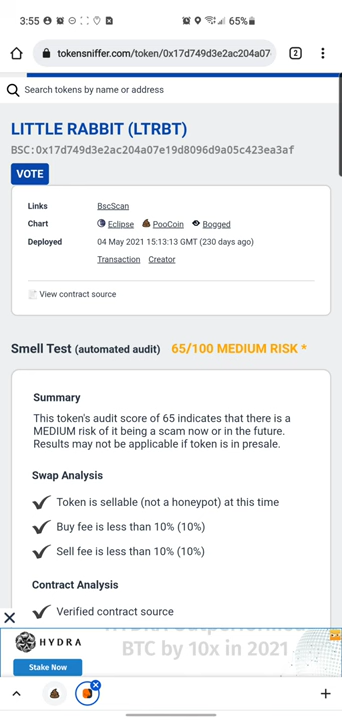 3:55
65%
tokensniffer.com/token/0x17d749d3e2ac204a07
2
Search tokens by name or address
LITTLE RABBIT (LTRBT)
BSC:0x17d749d3e2ac204a07e19d8096d9a05c423ea3af
VOTE
Links BscScan
Chart Eclipse PooCoin Bogged
Deployed 04 May 2021 15:13:13 GMT (230 days ago)
Transaction Creator
View contract source
Smell Test (automated audit) 65/100 MEDIUM RISK *
Summary
This token's audit score of 65 indicates that there is a
MEDIUM risk of it being a scam now or in the future.
Results may not be applicable if token is in presale.
Swap Analysis
Token is sellable (not a honeypot) at this time
Buy fee is less than 10% (10%)
Sell fee is less than 10% (10%)
Contract Analysis
Verified contract source
HYDRA
BTC by 10x in 2021
Stake Now